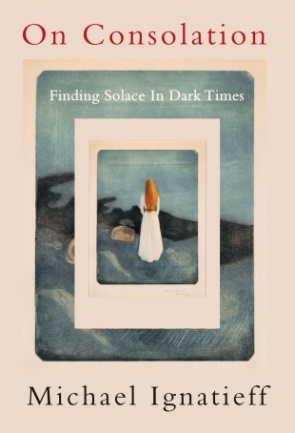 On Consolation
Finding Solace In Dark Times
Michael Ignatieff